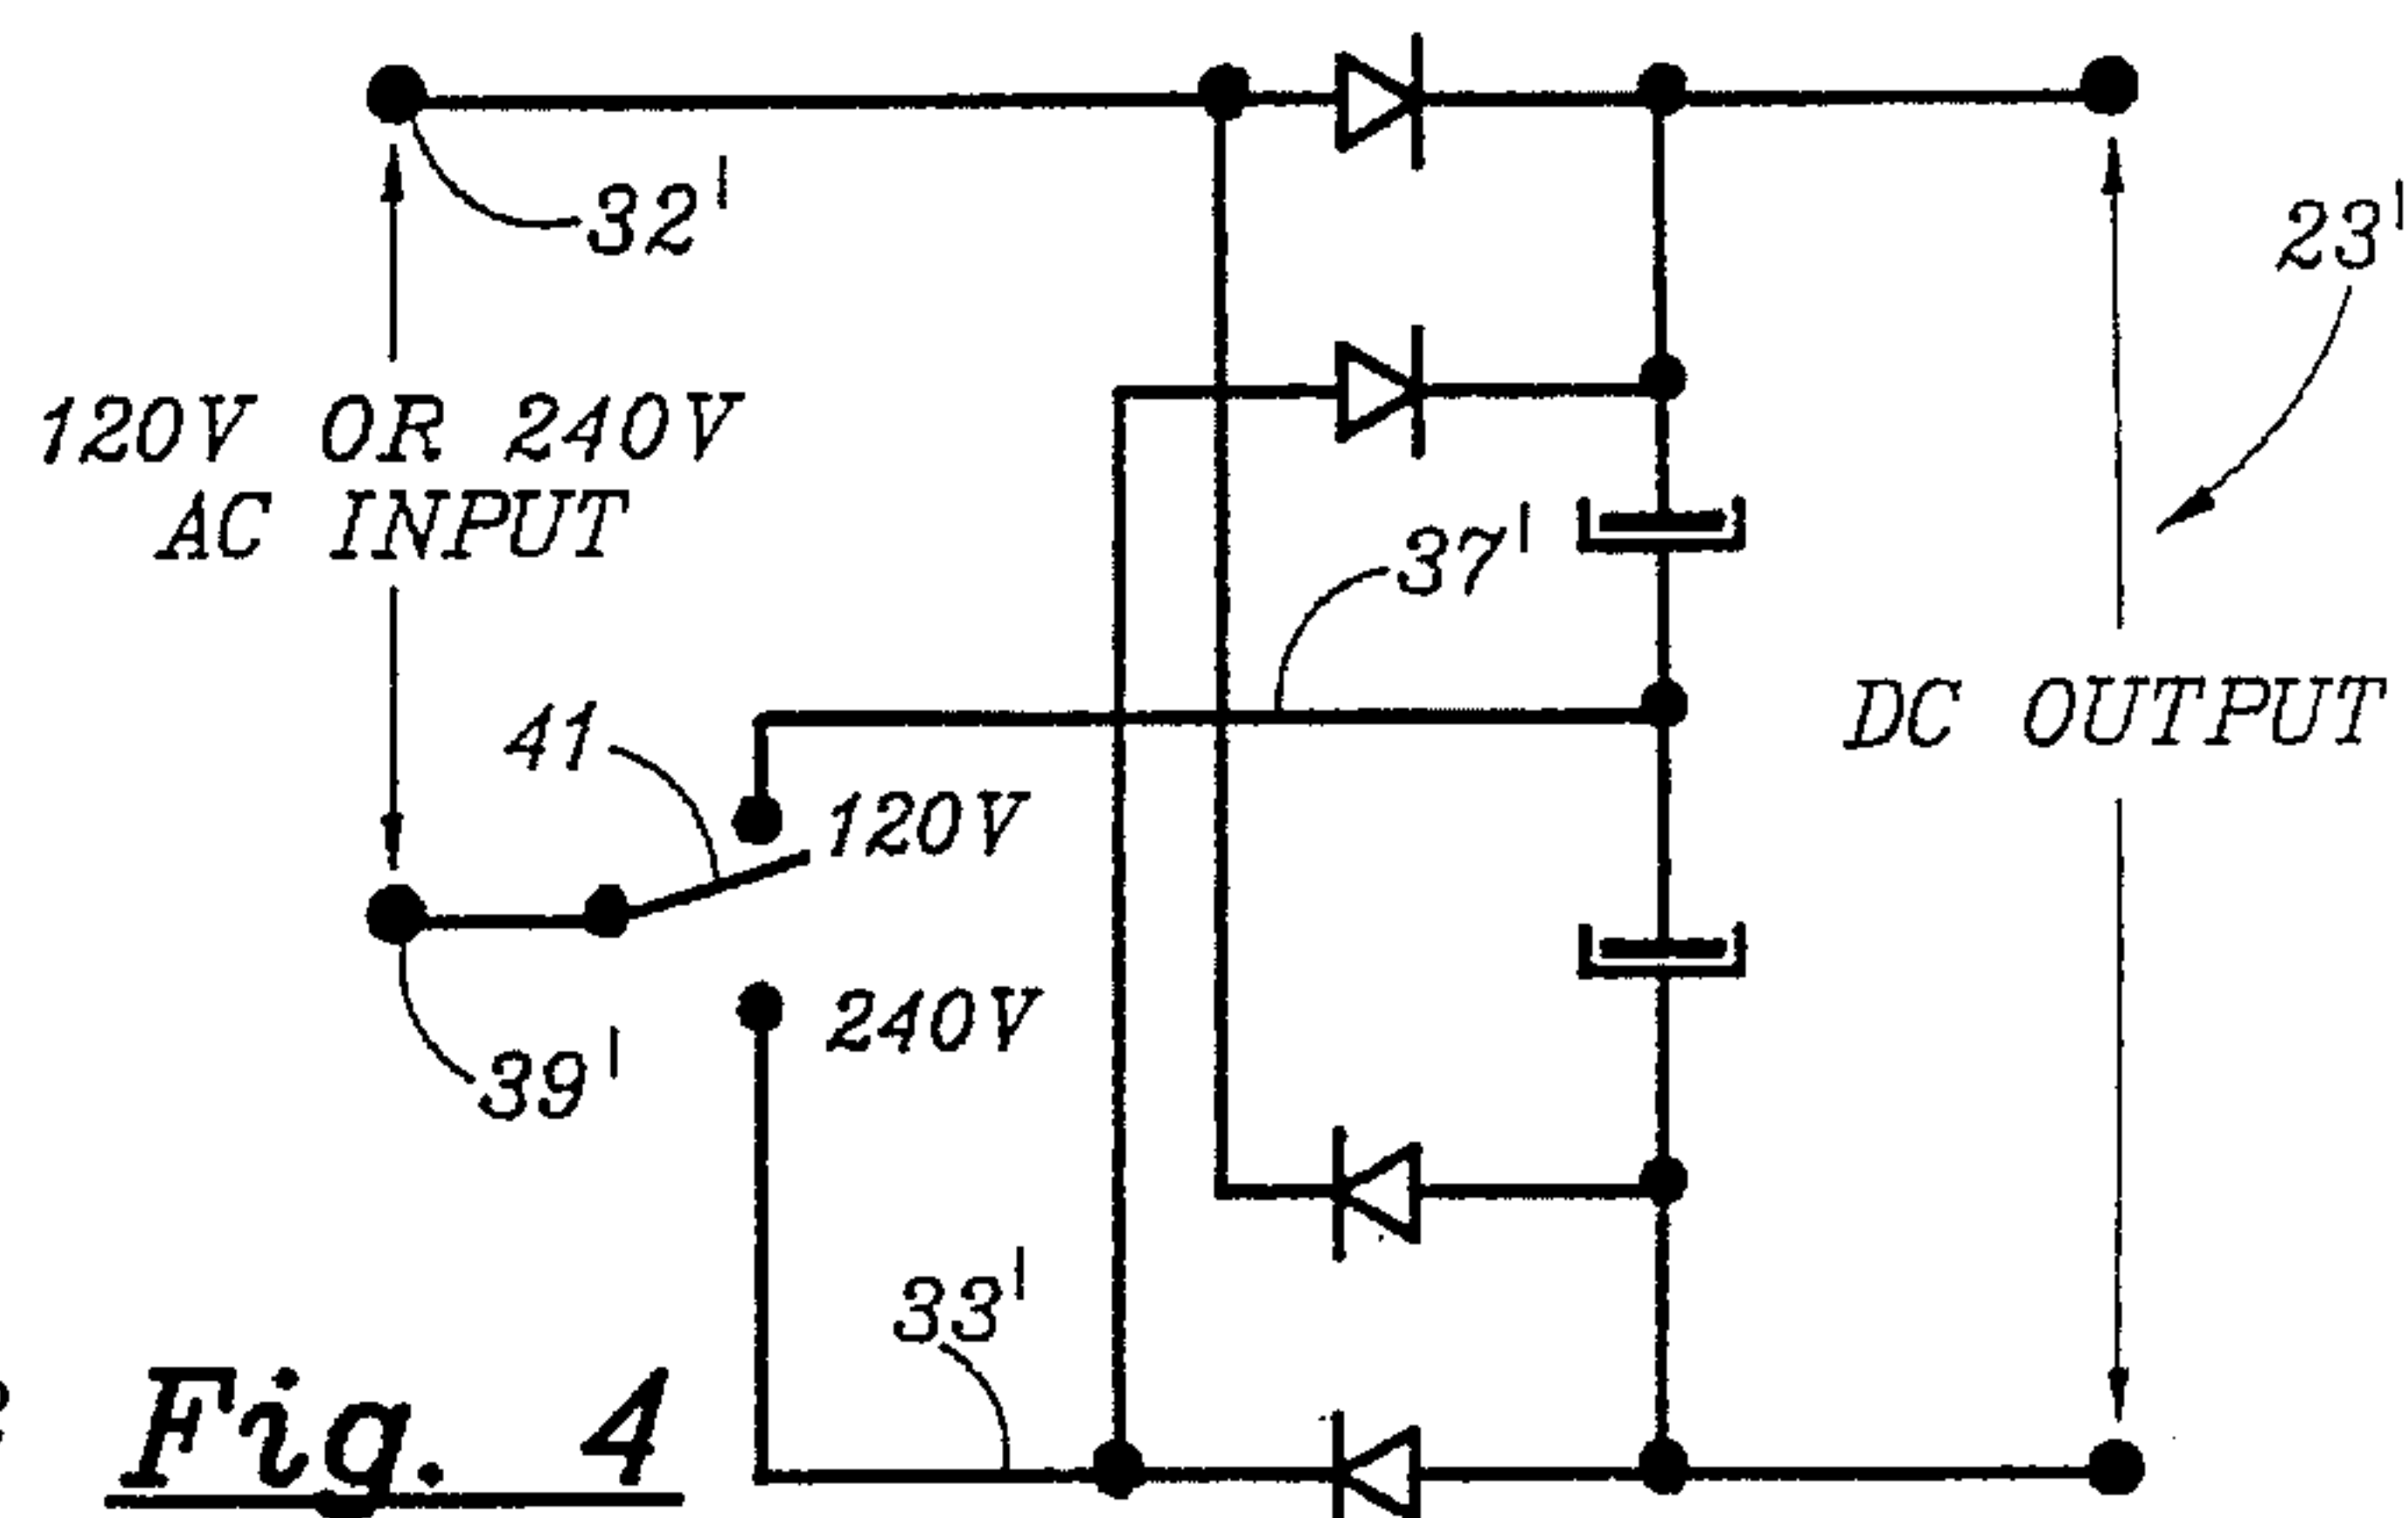 32'
23'
120V OR 240V
AC INPUT
37'
41
DC OUTPUT
120V
240V
39'
33'
Fig. 4